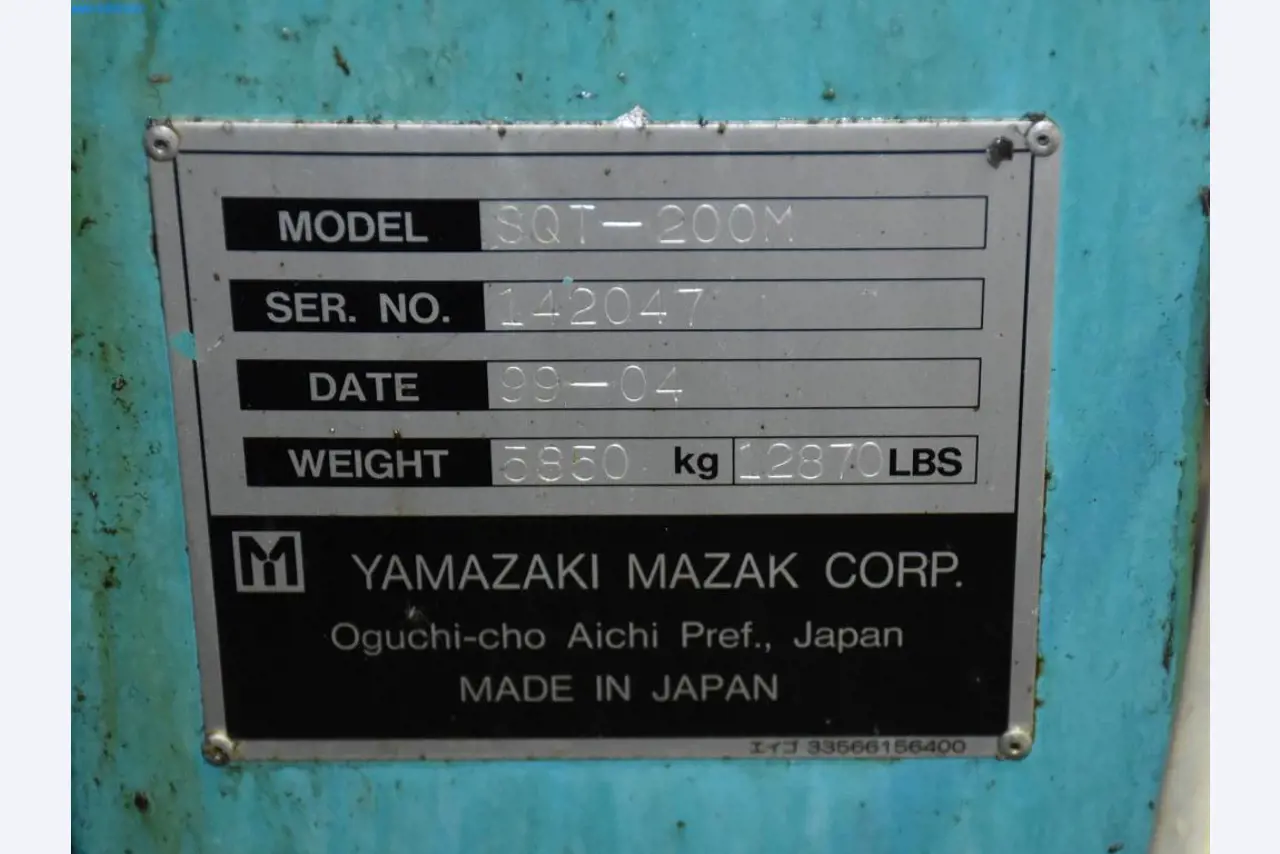 MODEL SQT-200M
SER. NO. 142047
DATE 99-04
WEIGHT 5850 kg 12870 LBS
YAMAZAKI MAZAK CORP.
Oguchi-cho Aichi Pref., Japan
MADE IN JAPAN
エイゴ 33566156400